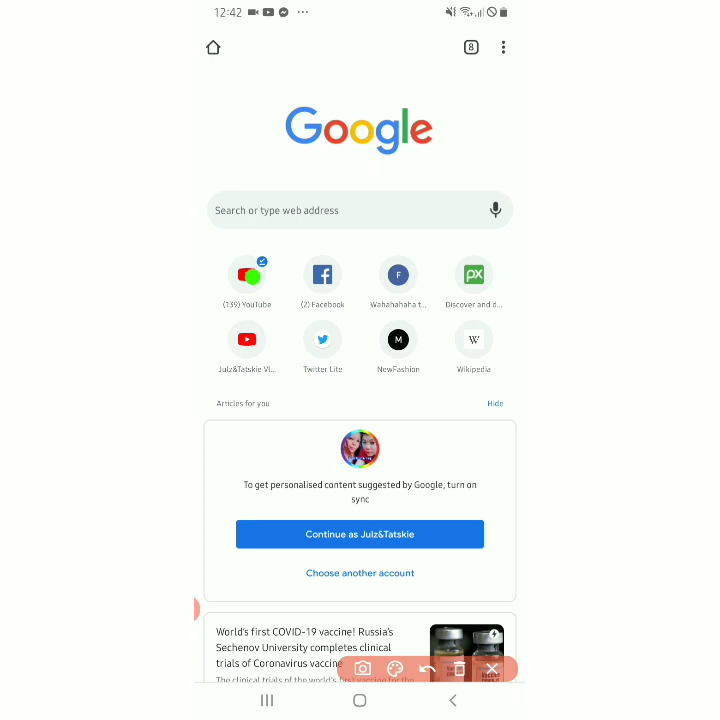 12:42
8
Google
Search or type web address
(139) YouTube
(2) Facebook
F
Wahahahaha t...
px
Discover and d...
Julz&Tatskie Vl...
Twitter Lite
M
NewFashion
W
Wikipedia
Articles for you
Hide
To get personalised content suggested by Google, turn on
sync
Continue as Julz&Tatskie
Choose another account
World's first COVID-19 vaccine! Russia's
Sechenov University completes clinical
trials of Coronavirus vaccine
The clinical trials of the world's first vaccine for the